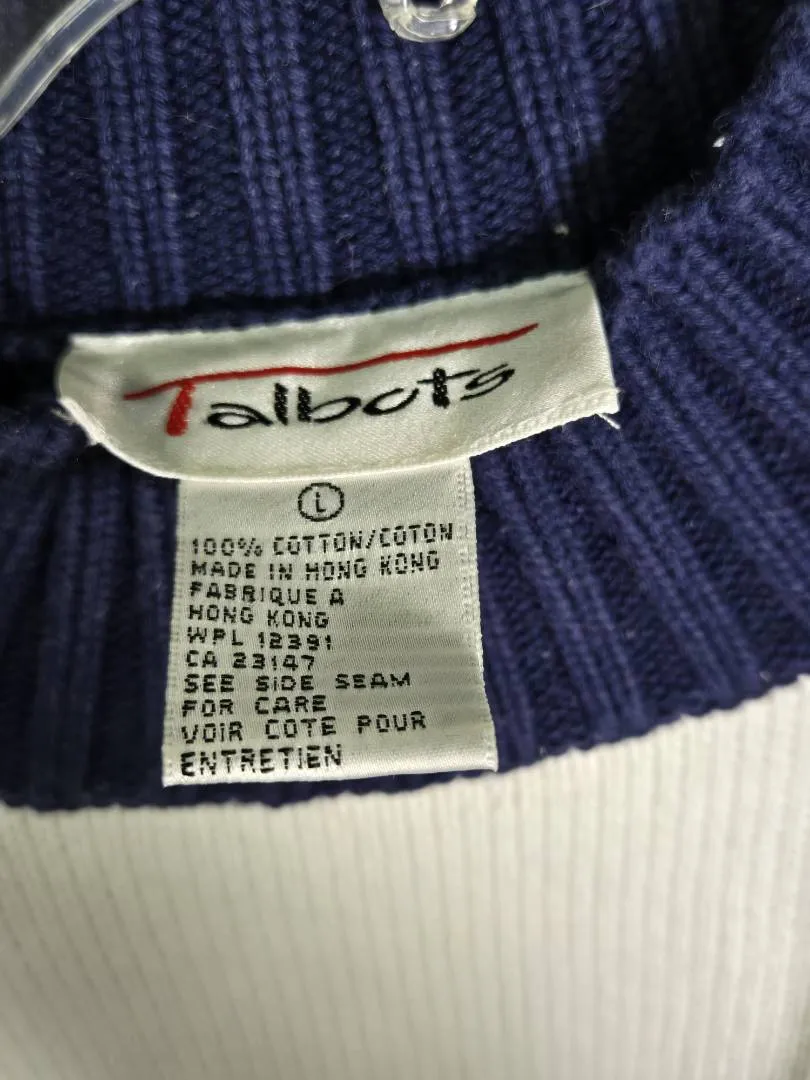 Talbots
L
100% COTTON/COTON
MADE IN HONG KONG
FABRIQUE A
HONG KONG
WPL 12391
CA 23147
SEE SIDE SEAM
FOR CARE
VOIR COTE POUR
ENTRETIEN